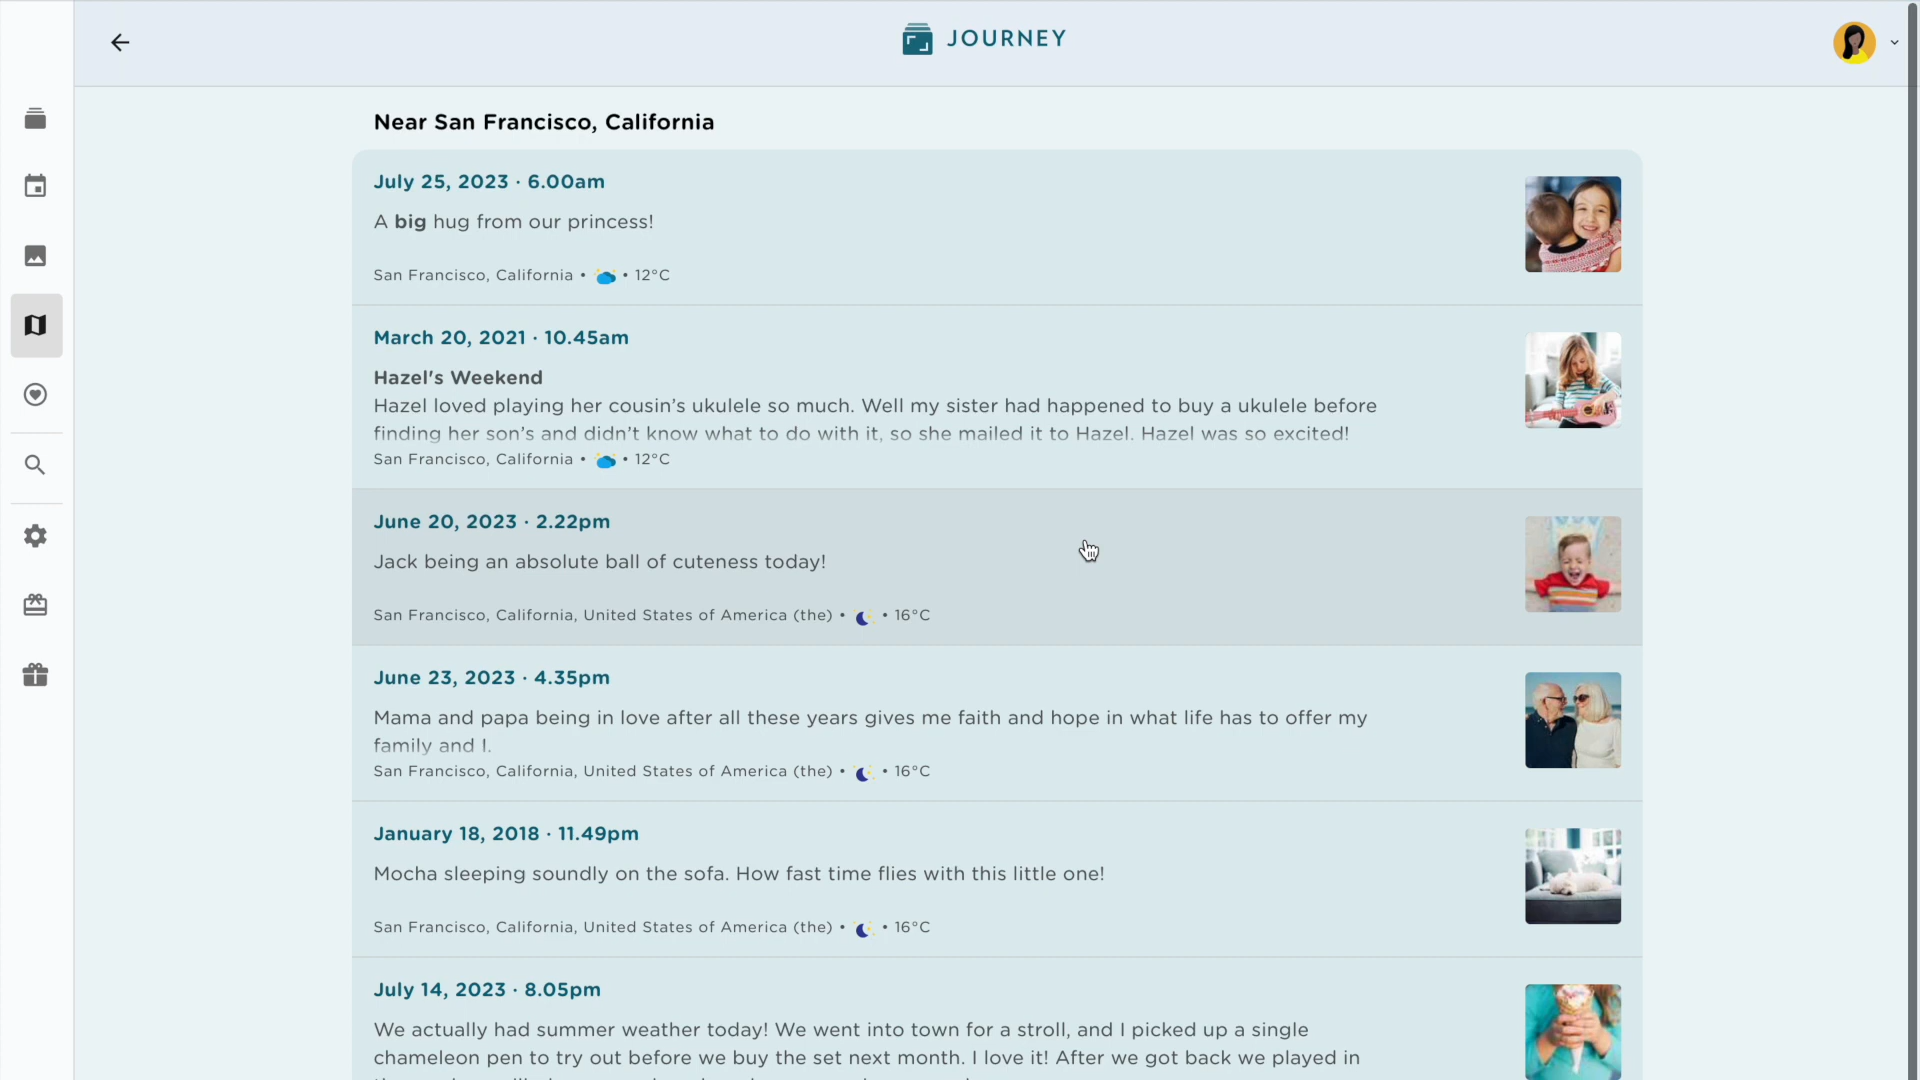 JOURNEY
Near San Francisco, California
July 25, 2023 · 6.00am
A big hug from our princess!
San Francisco, California • • 12°C
March 20, 2021 · 10.45am
Hazel's Weekend
Hazel loved playing her cousin’s ukulele so much. Well my sister had happened to buy a ukulele before
finding her son’s and didn’t know what to do with it, so she mailed it to Hazel. Hazel was so excited!
San Francisco, California • • 12°C
June 20, 2023 · 2.22pm
Jack being an absolute ball of cuteness today!
San Francisco, California, United States of America (the) • • 16°C
June 23, 2023 · 4.35pm
Mama and papa being in love after all these years gives me faith and hope in what life has to offer my
family and I.
San Francisco, California, United States of America (the) • • 16°C
January 18, 2018 · 11.49pm
Mocha sleeping soundly on the sofa. How fast time flies with this little one!
San Francisco, California, United States of America (the) • • 16°C
July 14, 2023 · 8.05pm
We actually had summer weather today! We went into town for a stroll, and I picked up a single
chameleon pen to try out before we buy the set next month. I love it! After we got back we played in